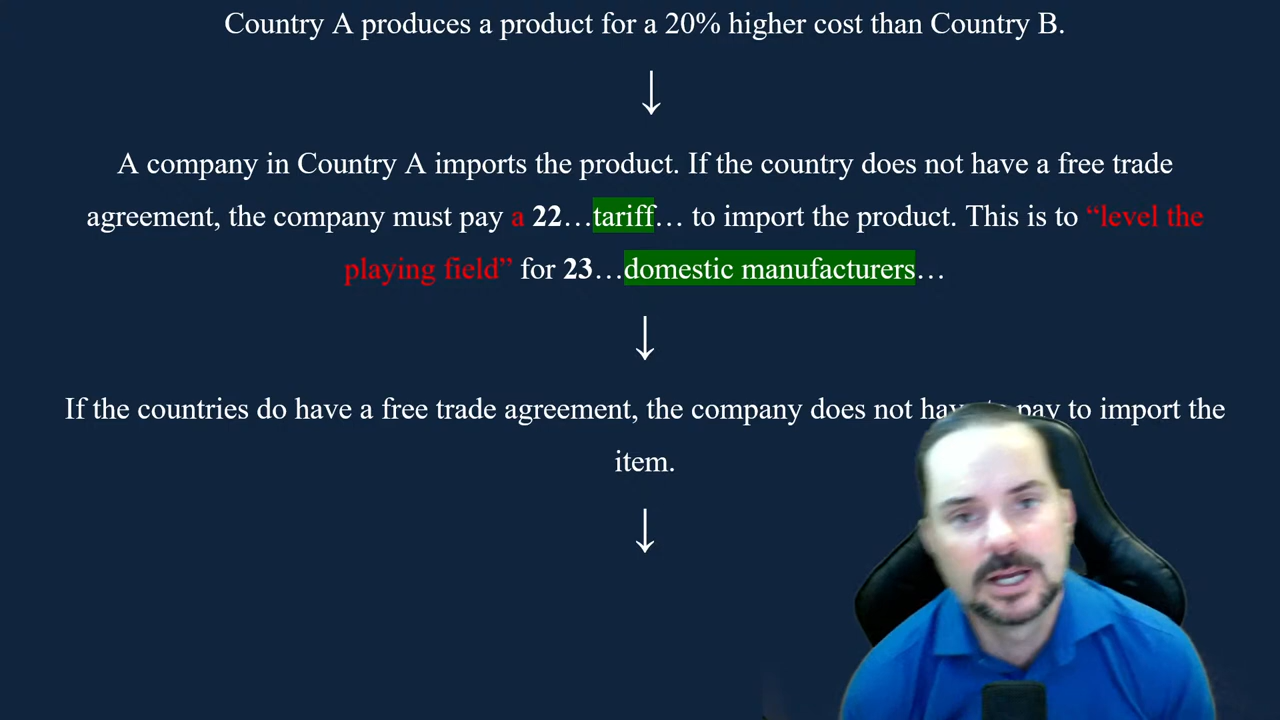 Country A produces a product for a 20% higher cost than Country B.
↓
A company in Country A imports the product. If the country does not have a free trade
agreement, the company must pay a 22…tariff… to import the product. This is to “level the
playing field” for 23…domestic manufacturers…
↓
If the countries do have a free trade agreement, the company does not have to pay to import the
item.
↓